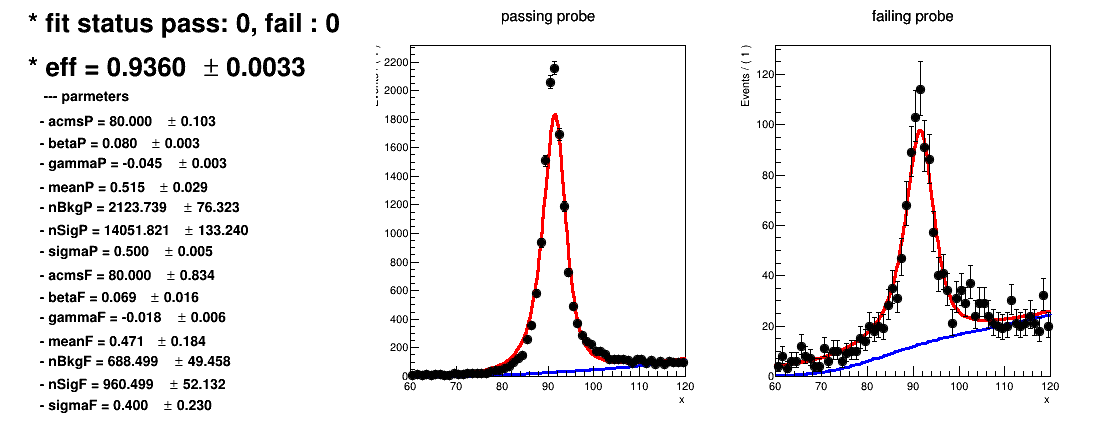 * fit status pass: 0, fail : 0
* eff = 0.9360 ± 0.0033
--- parmeters
- acmsP = 80.000 ± 0.103
- betaP = 0.080 ± 0.003
- gammaP = -0.045 ± 0.003
- meanP = 0.515 ± 0.029
- nBkgP = 2123.739 ± 76.323
- nSigP = 14051.821 ± 133.240
- sigmaP = 0.500 ± 0.005
- acmsF = 80.000 ± 0.834
- betaF = 0.069 ± 0.016
- gammaF = -0.018 ± 0.006
- meanF = 0.471 ± 0.184
- nBkgF = 688.499 ± 49.458
- nSigF = 960.499 ± 52.132
- sigmaF = 0.400 ± 0.230
passing probe
2200
2000
1800
1600
1400
1200
1000
800
600
400
200
0
60 70 80 90 100 110 120
x
failing probe
Events / ( 1 )
120
100
80
60
40
20
0
60 70 80 90 100 110 120
x